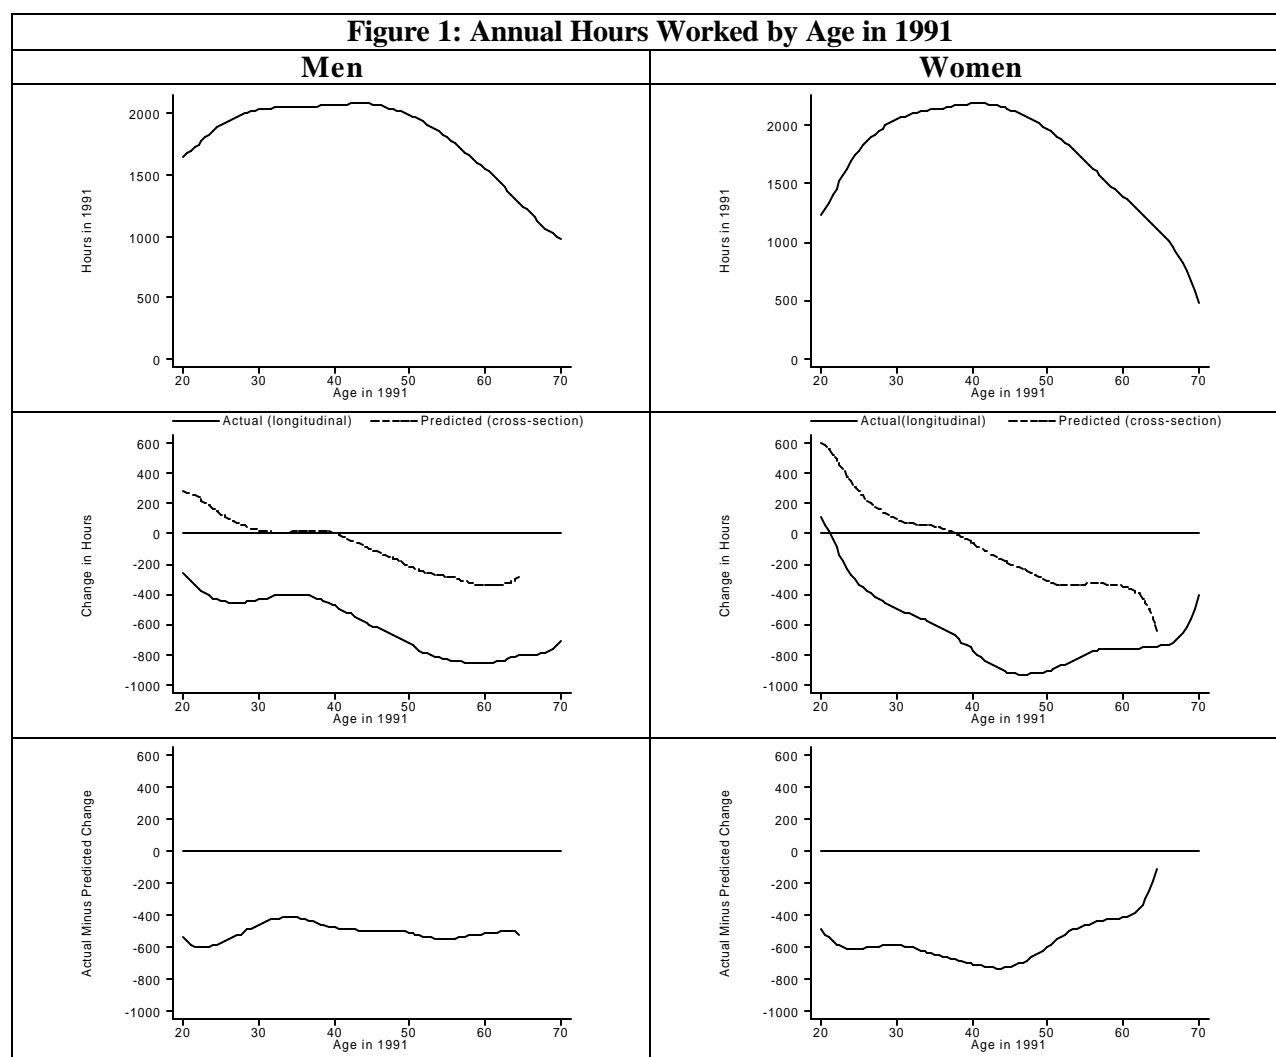 Figure 1: Annual Hours Worked by Age in 1991
Men
Women
Hours in 1991
2000
1500
1000
500
0
20 30 40 50 60 70
Age in 1991
Hours in 1991
2000
1500
1000
500
0
20 30 40 50 60 70
Age in 1991
Actual (longitudinal) Predicted (cross-section)
Change in Hours
600
400
200
0
-200
-400
-600
-800
-1000
20 30 40 50 60 70
Age in 1991
Actual(longitudinal) Predicted (cross-section)
Change in Hours
600
400
200
0
-200
-400
-600
-800
-1000
20 30 40 50 60 70
Age in 1991
Actual Minus Predicted Change
600
400
200
0
-200
-400
-600
-800
-1000
20 30 40 50 60 70
Age in 1991
Actual Minus Predicted Change
600
400
200
0
-200
-400
-600
-800
-1000
20 30 40 50 60 70
Age in 1991